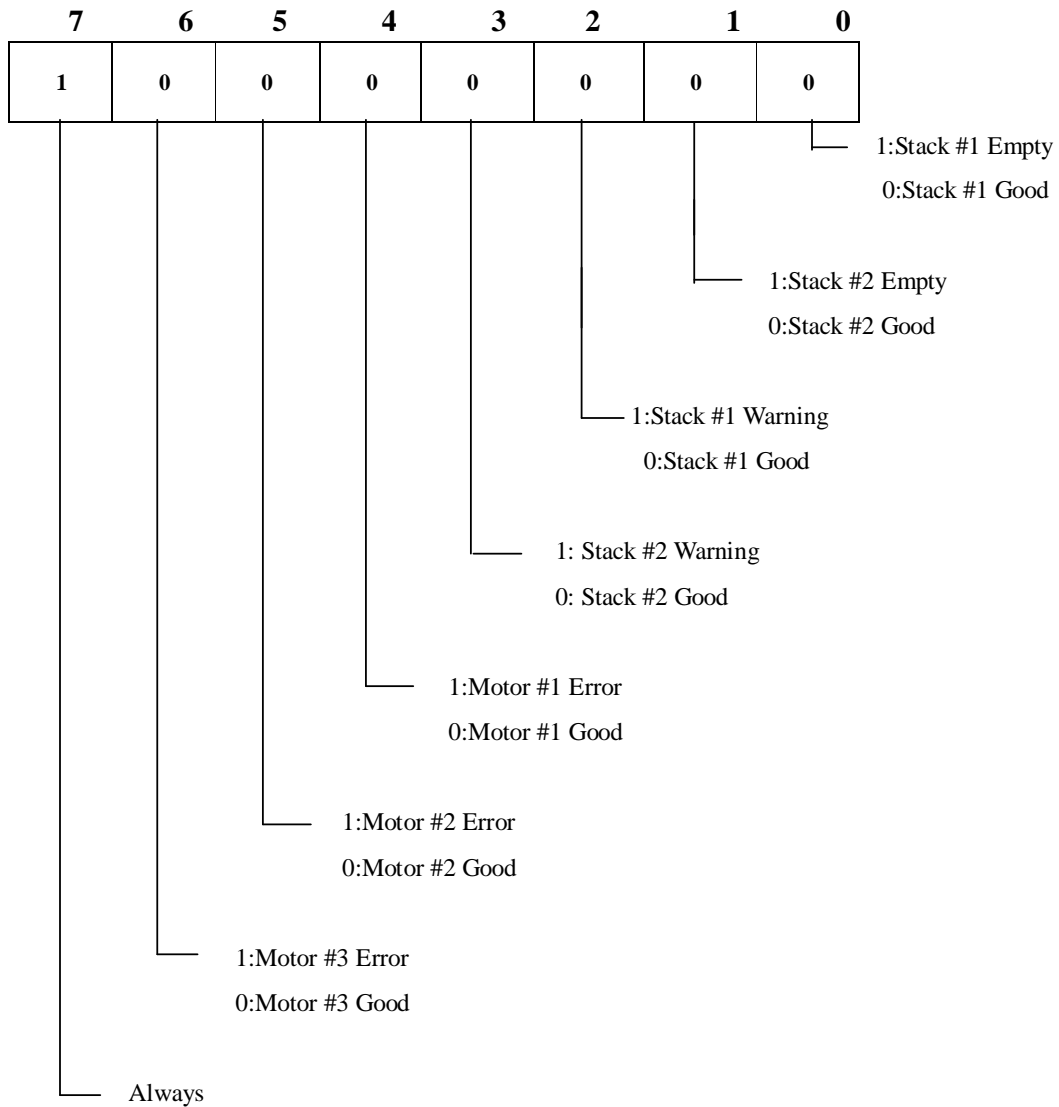 7 6 5 4 3 2 1 0
1 0 0 0 0 0 0 0
1:Stack #1 Empty
0:Stack #1 Good
1:Stack #2 Empty
0:Stack #2 Good
1:Stack #1 Warning
0:Stack #1 Good
1: Stack #2 Warning
0: Stack #2 Good
1:Motor #1 Error
0:Motor #1 Good
1:Motor #2 Error
0:Motor #2 Good
1:Motor #3 Error
0:Motor #3 Good
Always